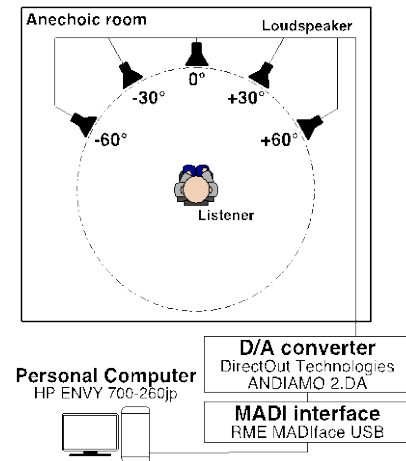 Anechoic room
Loudspeaker
0°
-30°
+30°
-60°
+60°
Listener
D/A converter
DirectOut Technologies
ANDIAMO 2.DA
Personal Computer
HP ENVY 700-260jp
MADI interface
RME MADIface USB